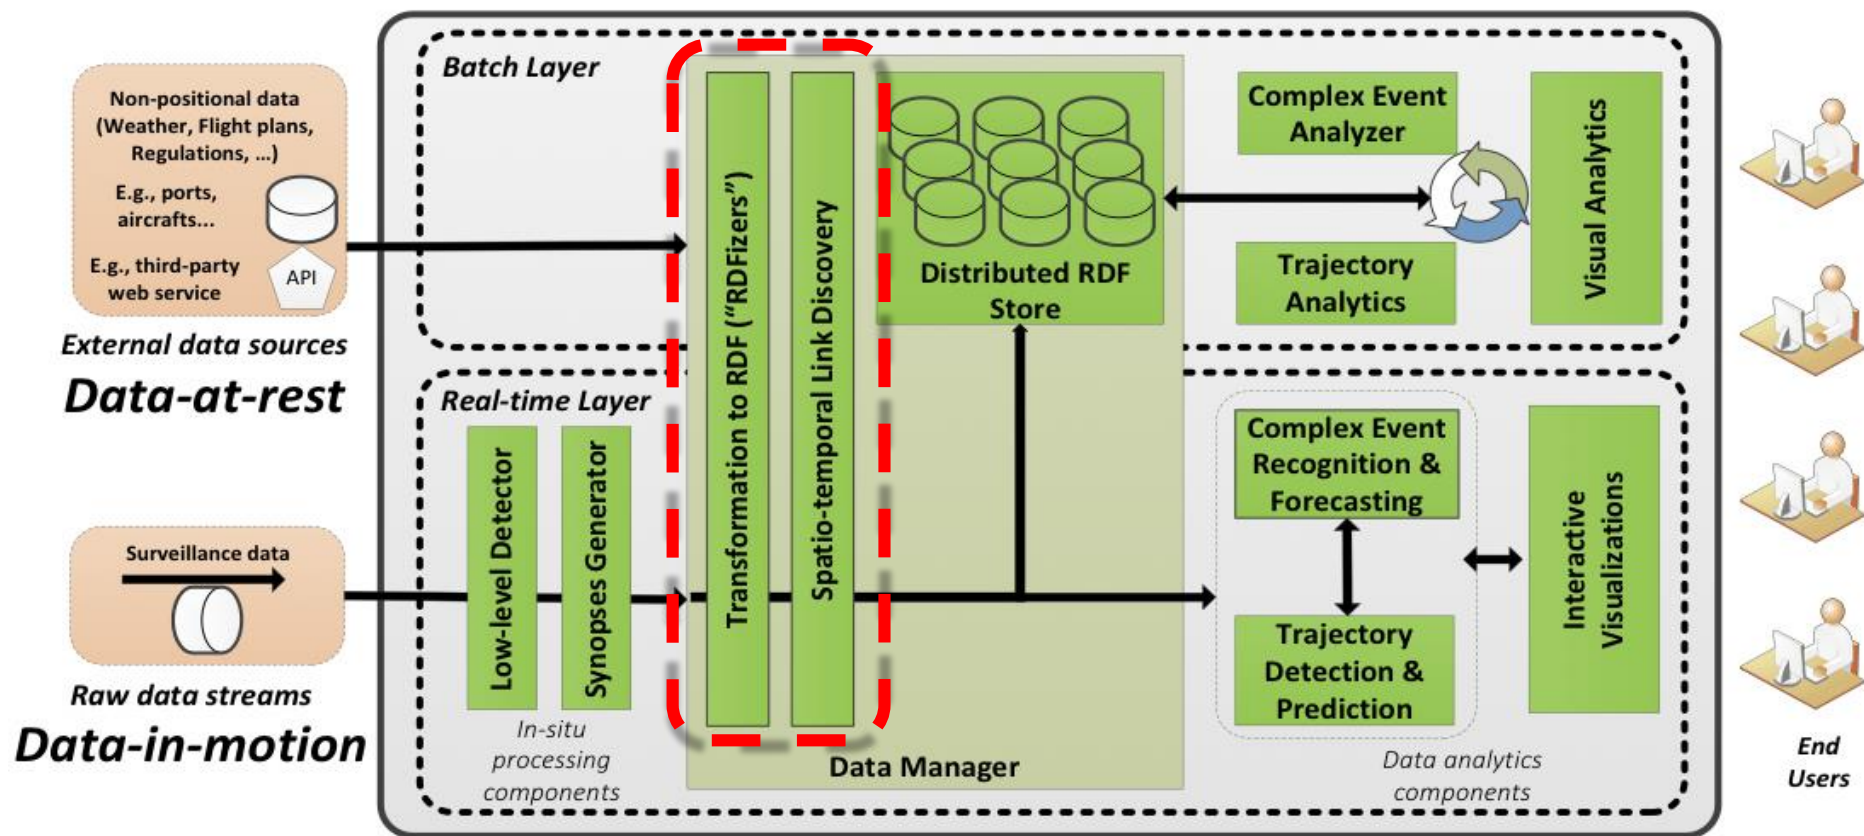 Non-positional data
(Weather, Flight plans,
Regulations, ...)
E.g., ports,
aircrafts...
E.g., third-party
web service
API
External data sources
Data-at-rest
Surveillance data
Raw data streams
Data-in-motion
Batch Layer
Real-time Layer
Low-level Detector
Synopses Generator
In-situ
processing
components
Transformation to RDF (“RDFizers”)
Spatio-temporal Link Discovery
Distributed RDF
Store
Data Manager
Complex Event
Analyzer
Trajectory
Analytics
Visual Analytics
Complex Event
Recognition &
Forecasting
Trajectory
Detection &
Prediction
Interactive
Visualizations
Data analytics
components
End
Users